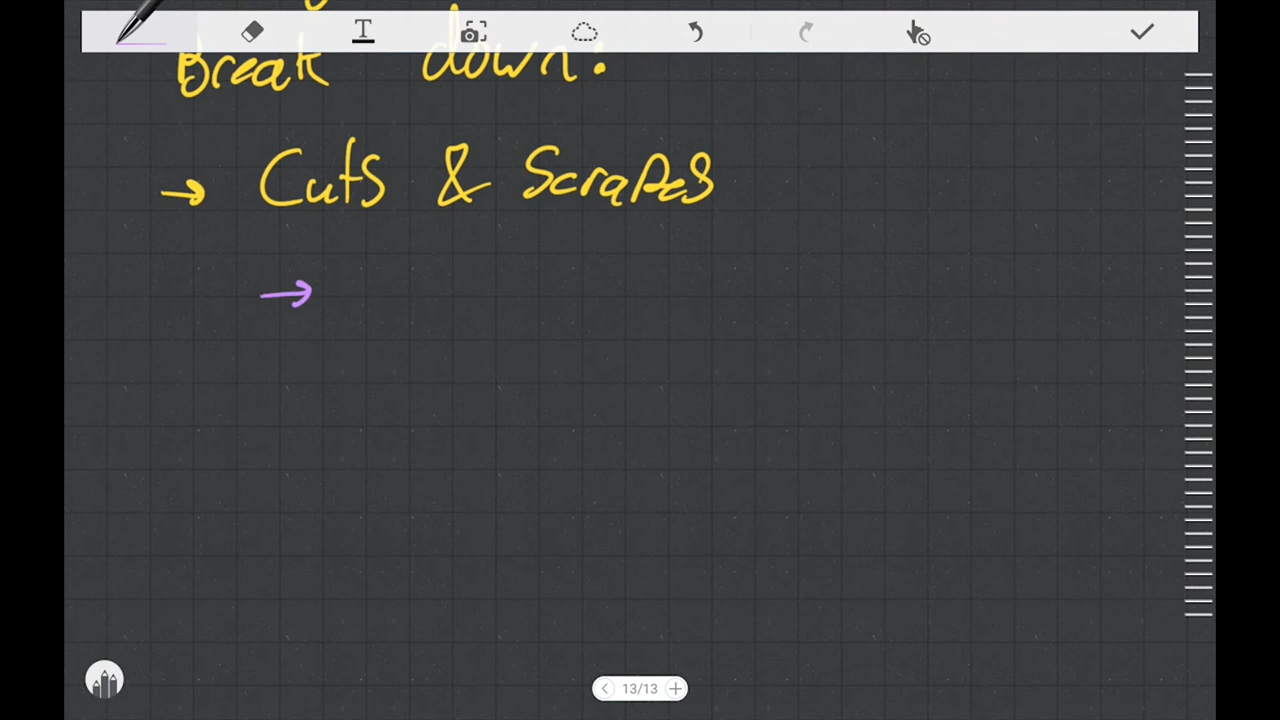 T
Break down:
→ Cuts & Scrapes
→
13/13